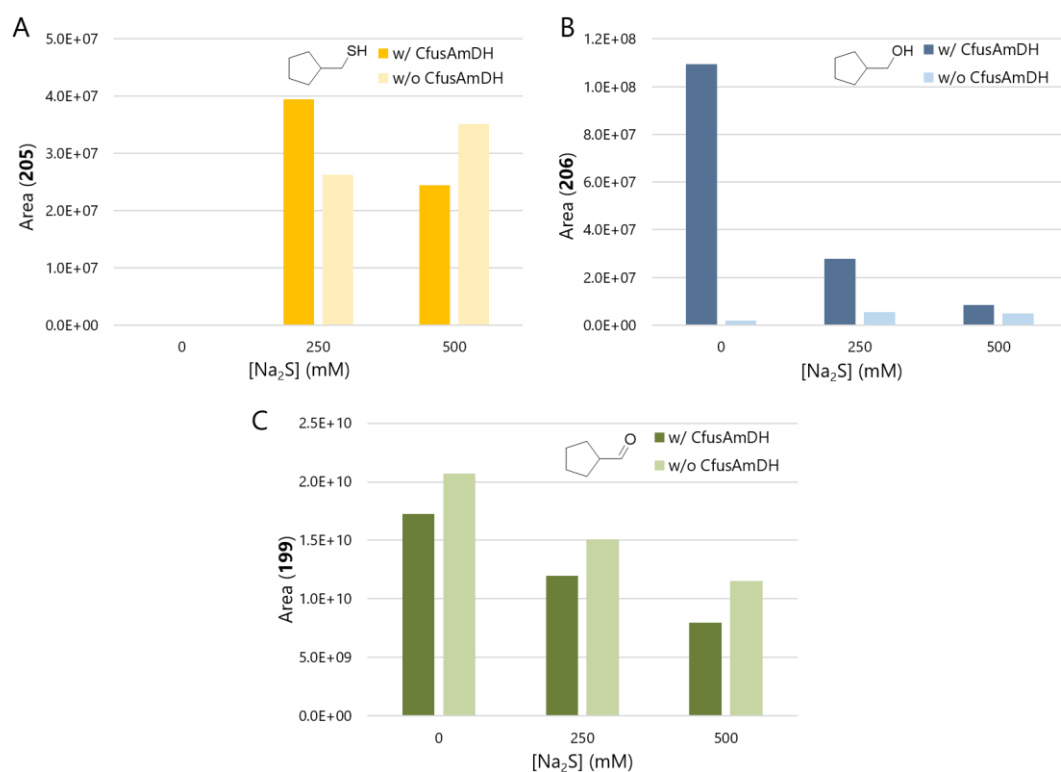 A
5.0E+07
4.0E+07
3.0E+07
2.0E+07
1.0E+07
0.0E+00
Area (205)
SH
w/ CfusAmDH
w/o CfusAmDH
0
250
500
[Na₂S] (mM)
B
1.2E+08
1.0E+08
8.0E+07
6.0E+07
4.0E+07
2.0E+07
0.0E+00
Area (206)
OH
w/ CfusAmDH
w/o CfusAmDH
0
250
500
[Na₂S] (mM)
C
2.5E+10
2.0E+10
1.5E+10
1.0E+10
5.0E+09
0.0E+00
Area (199)
O
w/ CfusAmDH
w/o CfusAmDH
0
250
500
[Na₂S] (mM)